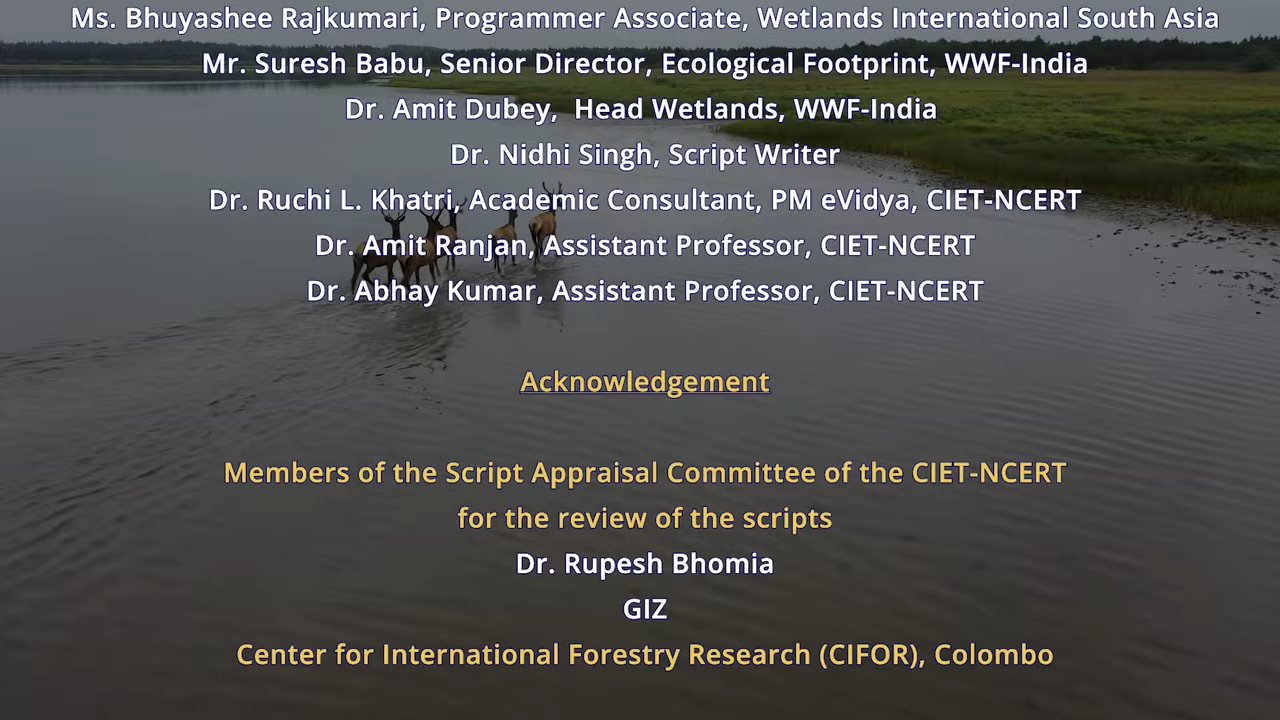 Ms. Bhuyashee Rajkumari, Programmer Associate, Wetlands International South Asia
Mr. Suresh Babu, Senior Director, Ecological Footprint, WWF-India
Dr. Amit Dubey,  Head Wetlands, WWF-India
Dr. Nidhi Singh, Script Writer
Dr. Ruchi L. Khatri, Academic Consultant, PM eVidya, CIET-NCERT
Dr. Amit Ranjan, Assistant Professor, CIET-NCERT
Dr. Abhay Kumar, Assistant Professor, CIET-NCERT
Acknowledgement
Members of the Script Appraisal Committee of the CIET-NCERT
for the review of the scripts
Dr. Rupesh Bhomia
GIZ
Center for International Forestry Research (CIFOR), Colombo